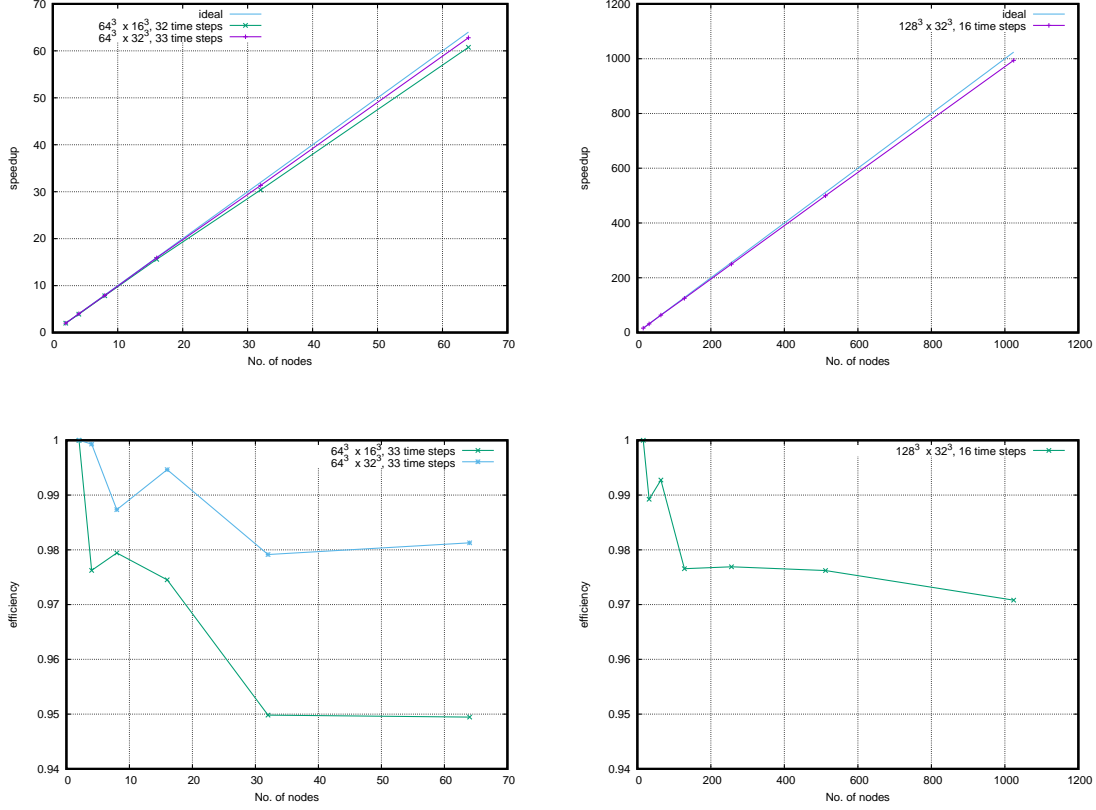 70
60
50
40
30
20
10
0
speedup
0 10 20 30 40 50 60 70
No. of nodes
ideal
64³ x 16³, 32 time steps
64³ x 32³, 33 time steps
1200
1000
800
600
400
200
0
speedup
0 200 400 600 800 1000 1200
No. of nodes
ideal
128³ x 32³, 16 time steps
1
0.99
0.98
0.97
0.96
0.95
0.94
efficiency
0 10 20 30 40 50 60 70
No. of nodes
64³ x 16³, 33 time steps
64³ x 32³, 33 time steps
1
0.99
0.98
0.97
0.96
0.95
0.94
efficiency
0 200 400 600 800 1000 1200
No. of nodes
128³ x 32³, 16 time steps